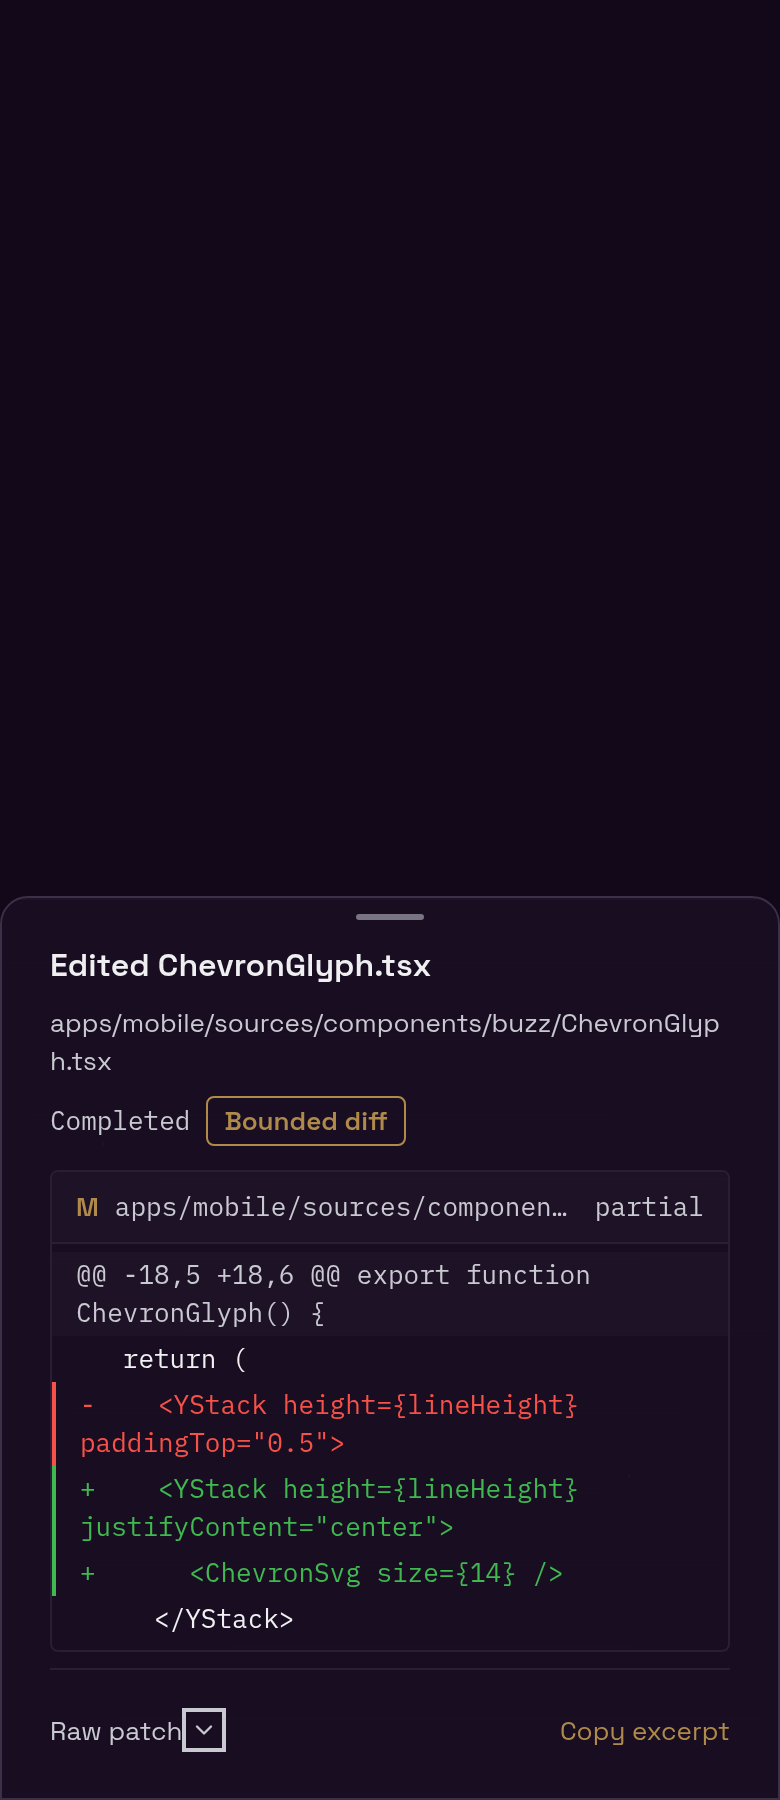 Edited ChevronGlyph.tsx
apps/mobile/sources/components/buzz/ChevronGlyp
h.tsx
Completed Bounded diff
M apps/mobile/sources/componen… partial
@@ -18,5 +18,6 @@ export function
ChevronGlyph() {
   return (
-    <YStack height={lineHeight}
paddingTop="0.5">
+    <YStack height={lineHeight}
justifyContent="center">
+      <ChevronSvg size={14} />
     </YStack>
Raw patch Copy excerpt